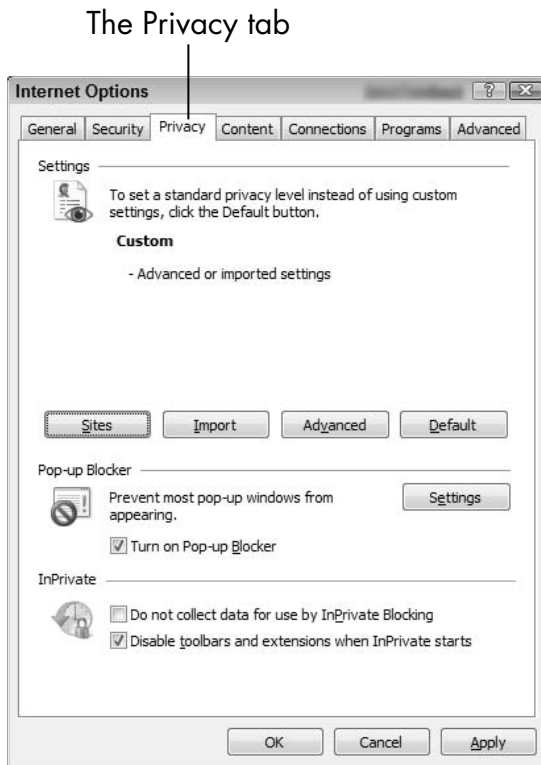 The Privacy tab
Internet Options
General Security Privacy Content Connections Programs Advanced
Settings
To set a standard privacy level instead of using custom
settings, click the Default button.
Custom
- Advanced or imported settings
Sites Import Advanced Default
Pop-up Blocker
Prevent most pop-up windows from
appearing.
Settings
Turn on Pop-up Blocker
InPrivate
Do not collect data for use by InPrivate Blocking
Disable toolbars and extensions when InPrivate starts
OK Cancel Apply